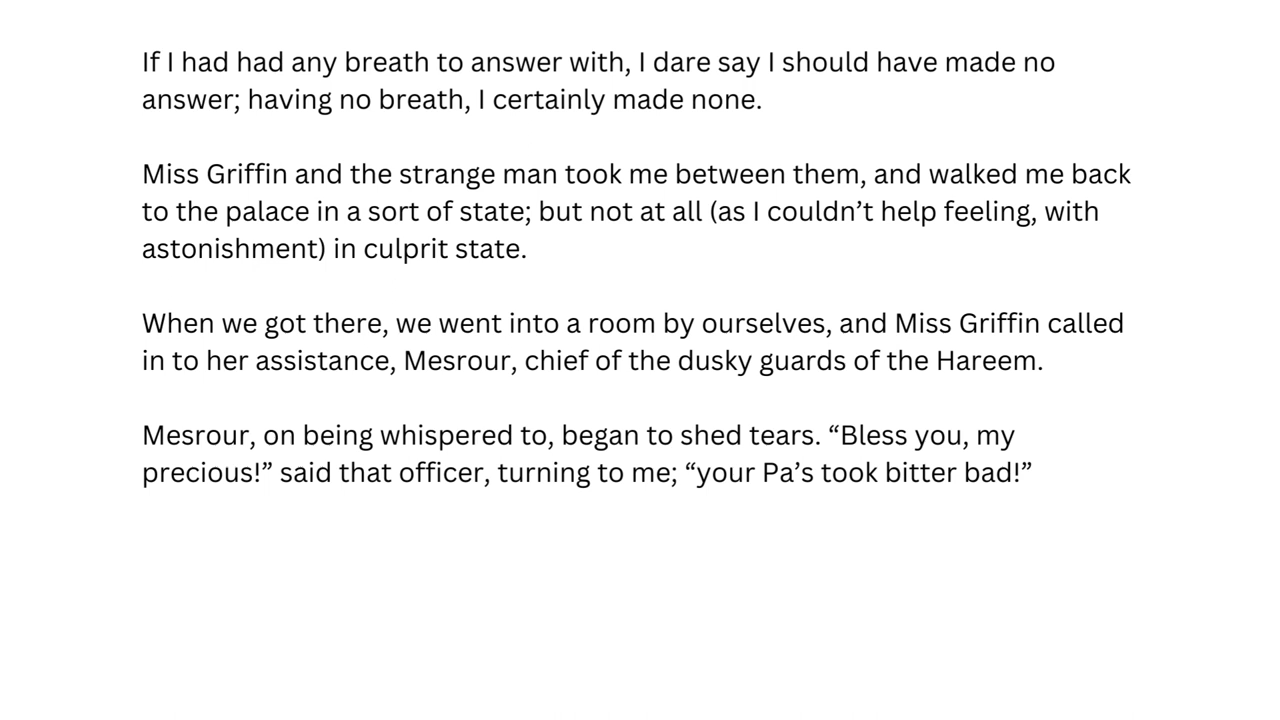 If I had had any breath to answer with, I dare say I should have made no
answer; having no breath, I certainly made none.
Miss Griffin and the strange man took me between them, and walked me back
to the palace in a sort of state; but not at all (as I couldn’t help feeling, with
astonishment) in culprit state.
When we got there, we went into a room by ourselves, and Miss Griffin called
in to her assistance, Mesrour, chief of the dusky guards of the Hareem.
Mesrour, on being whispered to, began to shed tears. “Bless you, my
precious!” said that officer, turning to me; “your Pa’s took bitter bad!”